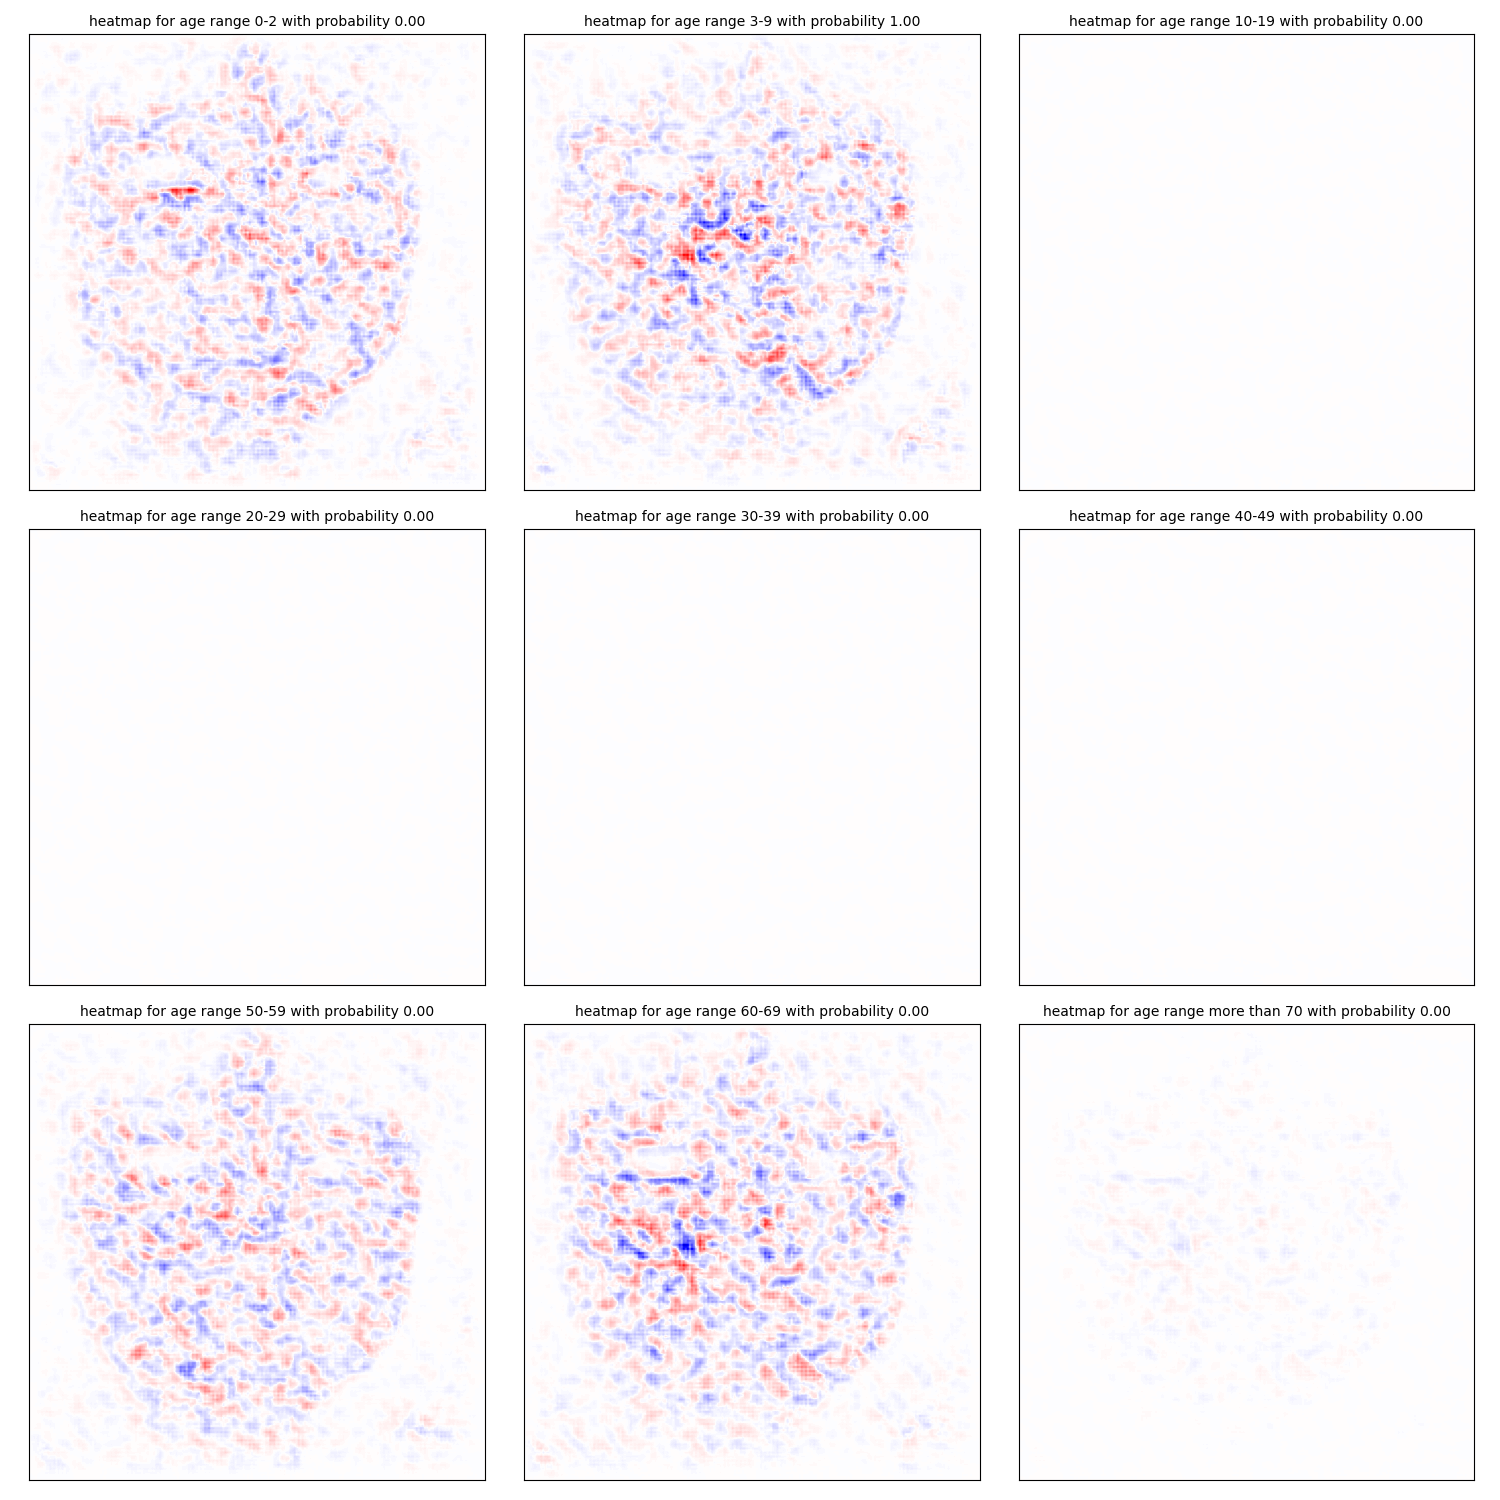 heatmap for age range 0-2 with probability 0.00
heatmap for age range 3-9 with probability 1.00
heatmap for age range 10-19 with probability 0.00
heatmap for age range 20-29 with probability 0.00
heatmap for age range 30-39 with probability 0.00
heatmap for age range 40-49 with probability 0.00
heatmap for age range 50-59 with probability 0.00
heatmap for age range 60-69 with probability 0.00
heatmap for age range more than 70 with probability 0.00